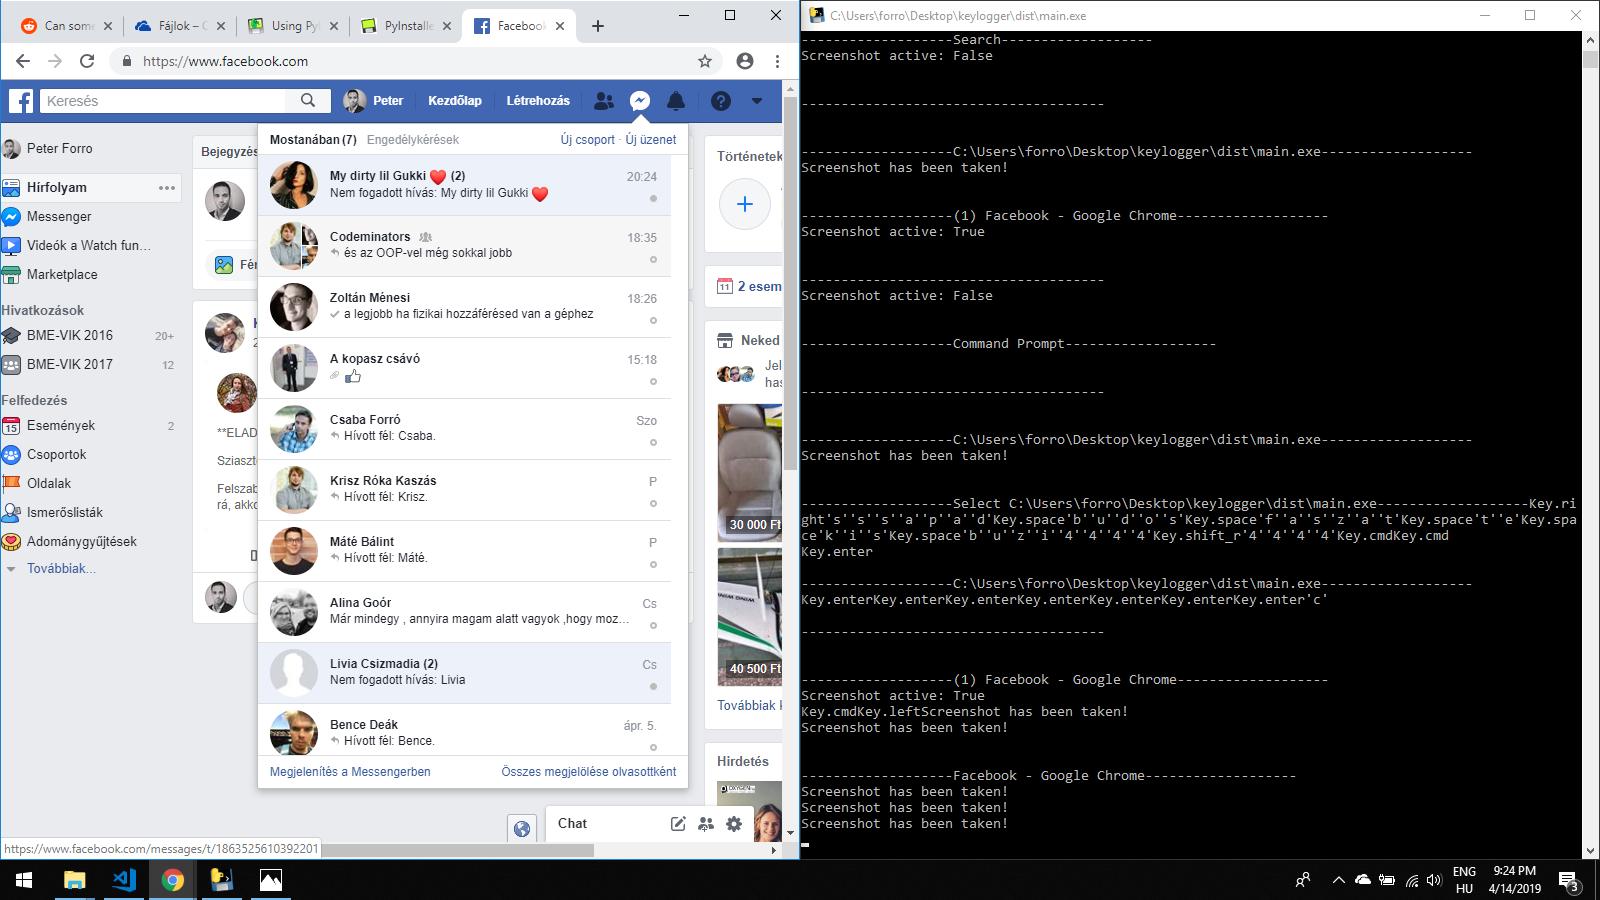 Can some
Fájlok – O
Using PyI
PyInstalle
Facebook
https://www.facebook.com
Keresés
Peter
Kezdőlap
Létrehozás
Peter Forro
Hírfolyam
Messenger
Videók a Watch fun...
Marketplace
Hivatkozások
BME-VIK 2016 20+
BME-VIK 2017 12
Felfedezés
Események 2
Csoportok
Oldalak
Ismerőslisták
Adománygyűjtések
Továbbiak...
Bejegyzés
Fén
**ELAD
Sziaszt
Felszab
rá, akko
Mostanában (7) Engedélykérések Új csoport · Új üzenet
My dirty lil Gukki ❤ (2) 20:24
Nem fogadott hívás: My dirty lil Gukki ❤
Codeminators 18:35
és az OOP-vel még sokkal jobb
Zoltán Ménesi 18:26
a legjobb ha fizikai hozzáférésed van a géphez
A kopasz csávó 15:18
Csaba Forró Szo
Hívott fél: Csaba.
Krisz Róka Kaszás P
Hívott fél: Krisz.
Máté Bálint P
Hívott fél: Máté.
Alina Goór Cs
Már mindegy , annyira magam alatt vagyok ,hogy moz...
Livia Csizmadia (2) Cs
Nem fogadott hívás: Livia
Bence Deák ápr. 5.
Hívott fél: Bence.
Megjelenítés a Messengerben Összes megjelölése olvasottként
Történetek
11 2 esem
Neked
Jel
has
30 000 Ft
40 500 Ft
Továbbiak
Hirdetés
OXYGEN
Chat
https://www.facebook.com/messages/t/1863525610392201
C:\Users\forro\Desktop\keylogger\dist\main.exe
-------------------Search-------------------
Screenshot active: False
--------------------------------------
-------------------C:\Users\forro\Desktop\keylogger\dist\main.exe-------------------
Screenshot has been taken!
-------------------(1) Facebook - Google Chrome-------------------
Screenshot active: True
--------------------------------------
Screenshot active: False
-------------------Command Prompt-------------------
--------------------------------------
-------------------C:\Users\forro\Desktop\keylogger\dist\main.exe-------------------
Screenshot has been taken!
-------------------Select C:\Users\forro\Desktop\keylogger\dist\main.exe-------------------Key.ri
ght's''s''s''a''p''a''d'Key.space'b''u''d''o''s'Key.space'f''a''s''z''a''t'Key.space't''e'Key.spa
ce'k''i''s'Key.space'b''u''z''i''4''4''4''4'Key.shift_r'4''4''4''4'Key.cmdKey.cmd
Key.enter
-------------------C:\Users\forro\Desktop\keylogger\dist\main.exe-------------------
Key.enterKey.enterKey.enterKey.enterKey.enterKey.enterKey.enter'c'
--------------------------------------
-------------------(1) Facebook - Google Chrome-------------------
Screenshot active: True
Key.cmdKey.leftScreenshot has been taken!
Screenshot has been taken!
-------------------Facebook - Google Chrome-------------------
Screenshot has been taken!
Screenshot has been taken!
Screenshot has been taken!
ENG 9:24 PM
HU 4/14/2019
3